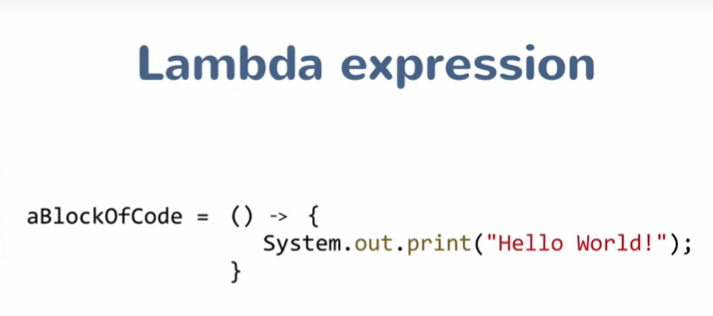 Lambda expression
aBlockOfCode = () -> {
System.out.print("Hello World!");
}